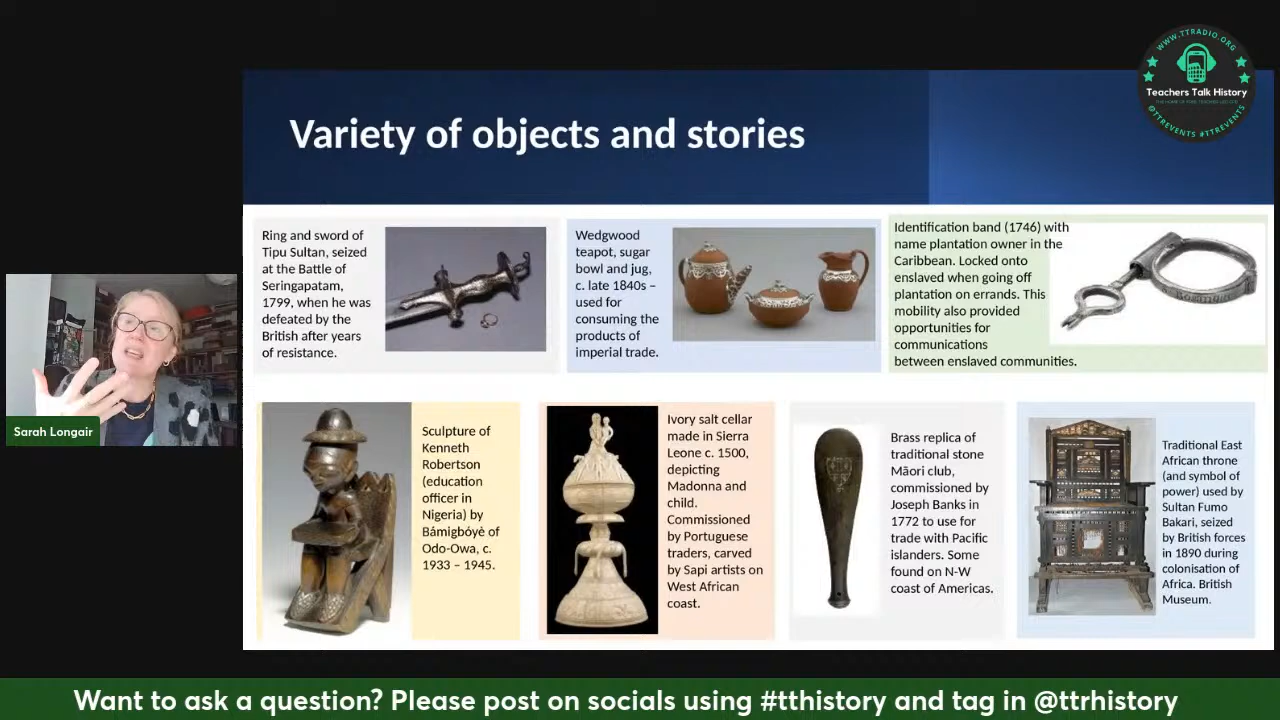 WWW.TTRADIO.ORG
Teachers Talk History
@TTREVENTS #TTREVENTS
Variety of objects and stories
Ring and sword of
Tipu Sultan, seized
at the Battle of
Seringapatam,
1799, when he was
defeated by the
British after years
of resistance.
Wedgwood
teapot, sugar
bowl and jug,
c. late 1840s –
used for
consuming the
products of
imperial trade.
Identification band (1746) with
name plantation owner in the
Caribbean. Locked onto
enslaved when going off
plantation on errands. This
mobility also provided
opportunities for
communications
between enslaved communities.
Sarah Longair
Sculpture of
Kenneth
Robertson
(education
officer in
Nigeria) by
Bámigbóyè of
Odo-Owa, c.
1933 – 1945.
Ivory salt cellar
made in Sierra
Leone c. 1500,
depicting
Madonna and
child.
Commissioned
by Portuguese
traders, carved
by Sapi artists on
West African
coast.
Brass replica of
traditional stone
Māori club,
commissioned by
Joseph Banks in
1772 to use for
trade with Pacific
islanders. Some
found on N-W
coast of Americas.
Traditional East
African throne
(and symbol of
power) used by
Sultan Fumo
Bakari, seized
by British forces
in 1890 during
colonisation of
Africa. British
Museum.
Want to ask a question? Please post on socials using #tthistory and tag in @ttrhistory